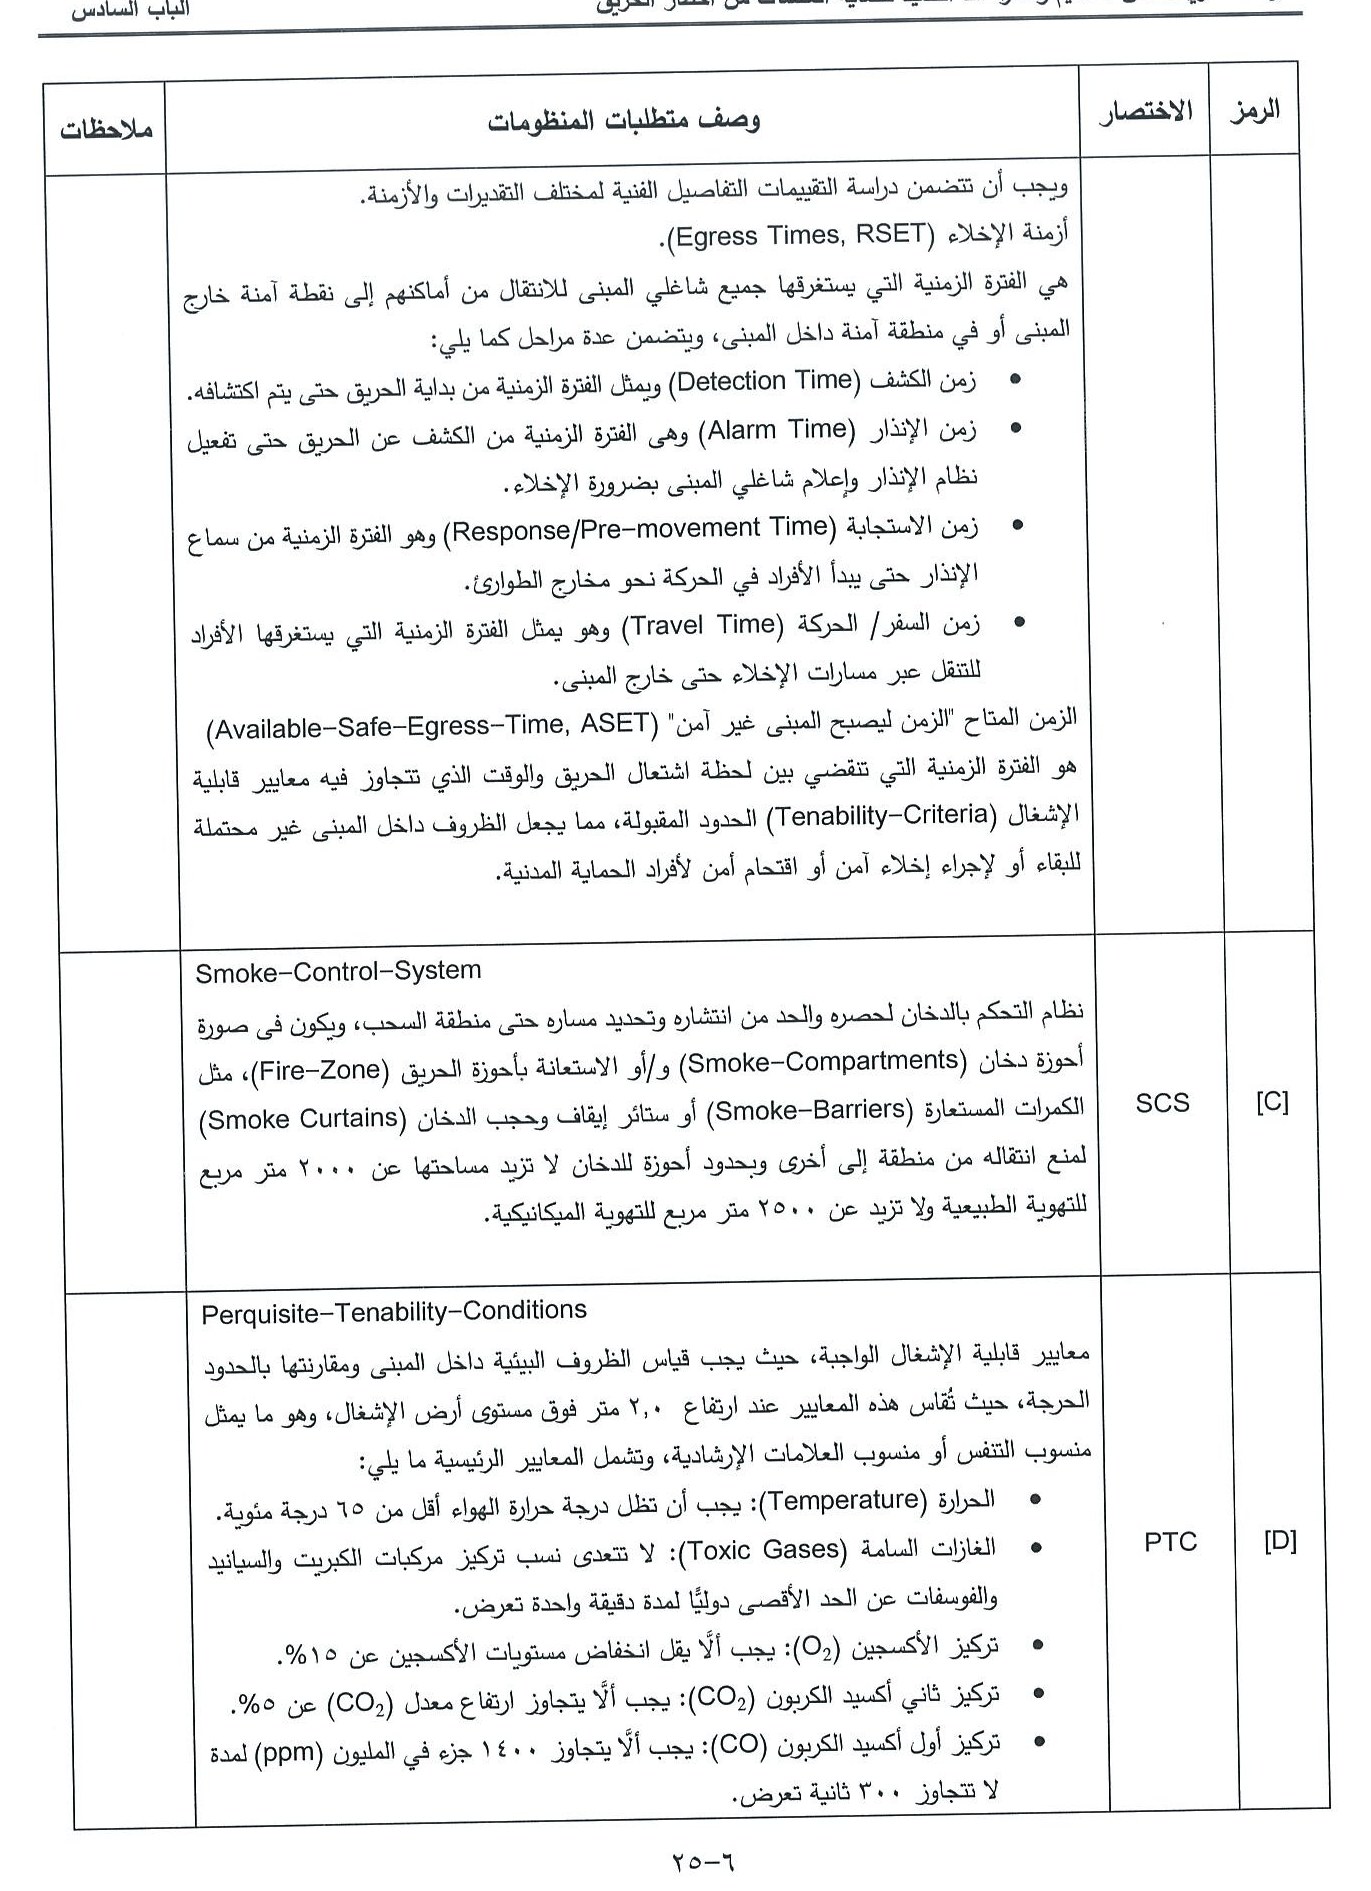 الباب السادس
الرمز الاختصار وصف متطلبات المنظومات ملاحظات
ويجب أن تتضمن دراسة التقييمات التفاصيل الفنية لمختلف التقديرات والأزمنة.
أزمنة الإخلاء (Egress Times, RSET).
هي الفترة الزمنية التي يستغرقها جميع شاغلي المبنى للانتقال من أماكنهم إلى نقطة آمنة خارج
المبنى أو في منطقة آمنة داخل المبنى، ويتضمن عدة مراحل كما يلي:
• زمن الكشف (Detection Time) ويمثل الفترة الزمنية من بداية الحريق حتى يتم اكتشافه.
• زمن الإنذار (Alarm Time) وهى الفترة الزمنية من الكشف عن الحريق حتى تفعيل
نظام الإنذار وإعلام شاغلي المبنى بضرورة الإخلاء.
• زمن الاستجابة (Response/Pre-movement Time) وهو الفترة الزمنية من سماع
الإنذار حتى يبدأ الأفراد في الحركة نحو مخارج الطوارئ.
• زمن السفر/ الحركة (Travel Time) وهو يمثل الفترة الزمنية التي يستغرقها الأفراد
للتنقل عبر مسارات الإخلاء حتى خارج المبنى.
الزمن المتاح "الزمن ليصبح المبنى غير آمن" (Available-Safe-Egress-Time, ASET)
هو الفترة الزمنية التي تنقضي بين لحظة اشتعال الحريق والوقت الذي تتجاوز فيه معايير قابلية
الإشغال (Tenability-Criteria) الحدود المقبولة، مما يجعل الظروف داخل المبنى غير محتملة
للبقاء أو لإجراء إخلاء آمن أو اقتحام أمن لأفراد الحماية المدنية.
Smoke-Control-System
نظام التحكم بالدخان لحصره والحد من انتشاره وتحديد مساره حتى منطقة السحب، ويكون فى صورة
أحوزة دخان (Smoke-Compartments) و/أو الاستعانة بأحوزة الحريق (Fire-Zone)، مثل
[C] SCS الكمرات المستعارة (Smoke-Barriers) أو ستائر إيقاف وحجب الدخان (Smoke Curtains)
لمنع انتقاله من منطقة إلى أخرى وبحدود أحوزة للدخان لا تزيد مساحتها عن ٢٠٠٠ متر مربع
للتهوية الطبيعية ولا تزيد عن ٢٥٠٠ متر مربع للتهوية الميكانيكية.
Perquisite-Tenability-Conditions
معايير قابلية الإشغال الواجبة، حيث يجب قياس الظروف البيئية داخل المبنى ومقارنتها بالحدود
الحرجة، حيث تُقاس هذه المعايير عند ارتفاع ٢,٠ متر فوق مستوى أرض الإشغال، وهو ما يمثل
منسوب التنفس أو منسوب العلامات الإرشادية، وتشمل المعايير الرئيسية ما يلي:
• الحرارة (Temperature): يجب أن تظل درجة حرارة الهواء أقل من ٦٥ درجة مئوية.
[D] PTC • الغازات السامة (Toxic Gases): لا تتعدى نسب تركيز مركبات الكبريت والسيانيد
والفوسفات عن الحد الأقصى دوليًّا لمدة دقيقة واحدة تعرض.
• تركيز الأكسجين (O₂): يجب ألَّا يقل انخفاض مستويات الأكسجين عن ١٥%.
• تركيز ثاني أكسيد الكربون (CO₂): يجب ألَّا يتجاوز ارتفاع معدل (CO₂) عن ٥%.
• تركيز أول أكسيد الكربون (CO): يجب ألَّا يتجاوز ١٤٠٠ جزء في المليون (ppm) لمدة
لا تتجاوز ٣٠٠ ثانية تعرض.
٦-٢٥